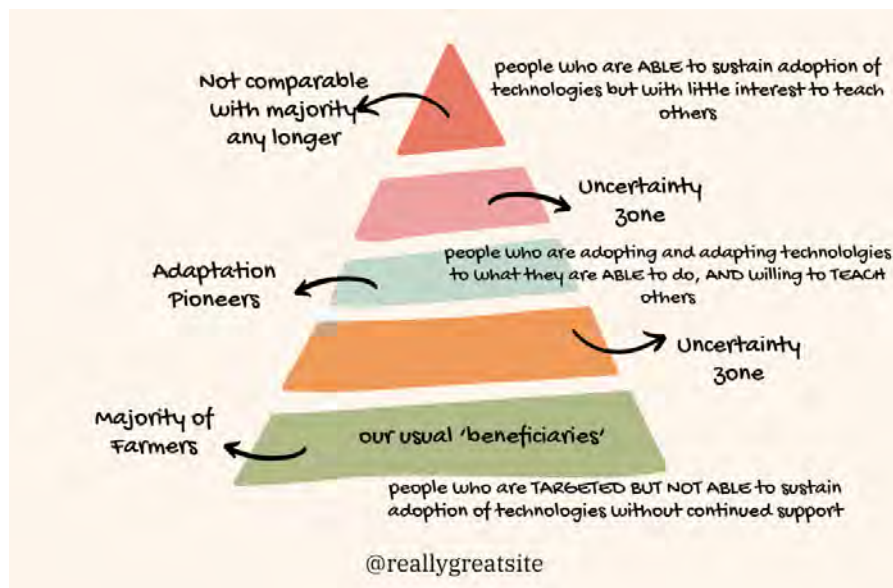 people who are ABLE to sustain adoption of
technologies but with little interest to teach
others
Not comparable
with majority
any longer
Uncertainty
zone
people who are adopting and adapting technololgies
to what they are ABLE to do, AND willing to TEACH
others
Adaptation
Pioneers
Uncertainty
zone
Majority of
Farmers
our usual 'beneficiaries'
people who are TARGETED BUT NOT ABLE to sustain
adoption of technologies without continued support
@reallygreatsite